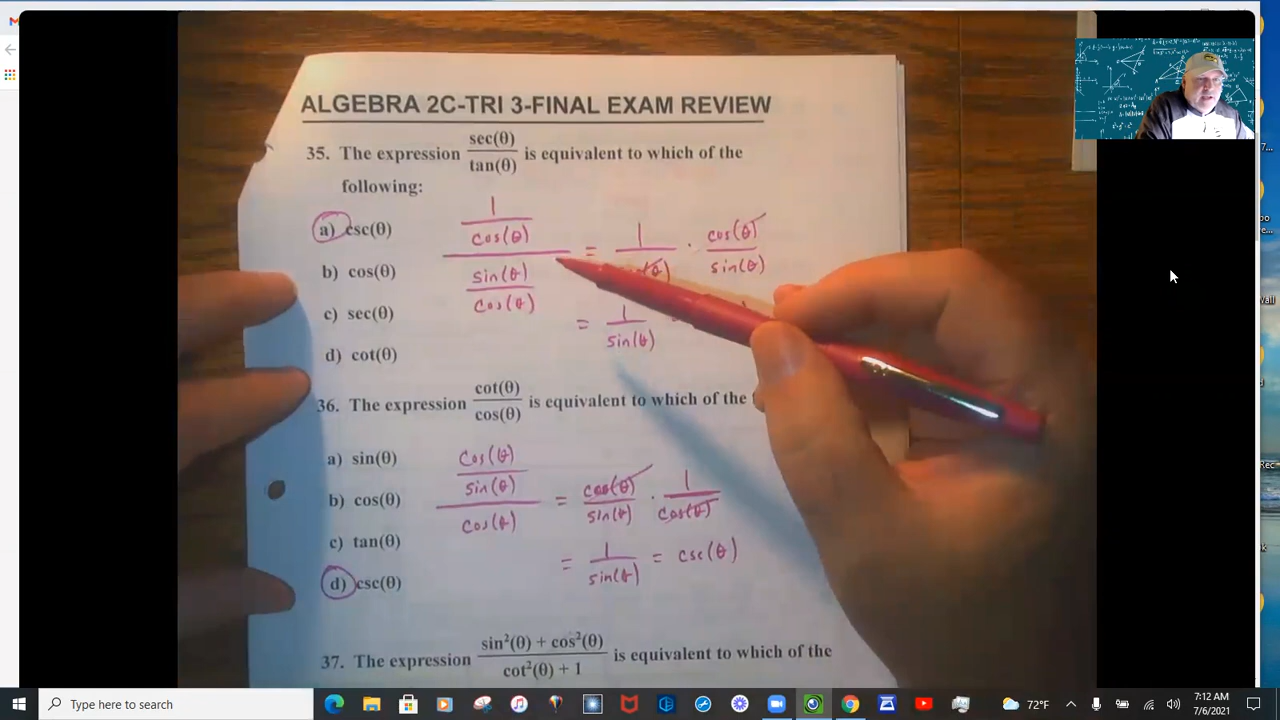 ALGEBRA 2C-TRI 3-FINAL EXAM REVIEW
35. The expression sec(θ)/tan(θ) is equivalent to which of the
following:
a) csc(θ)
b) cos(θ)
c) sec(θ)
d) cot(θ)
1/cos(θ) / sin(θ)/cos(θ) = 1/(θ) · cos(θ)/sin(θ)
= 1/sin(θ)
36. The expression cot(θ)/cos(θ) is equivalent to which of the
a) sin(θ)
b) cos(θ)
c) tan(θ)
d) csc(θ)
cos(θ)/sin(θ) / cos(θ) = cos(θ)/sin(θ) · 1/cos(θ)
= 1/sin(θ) = csc(θ)
37. The expression sin²(θ) + cos²(θ)/cot²(θ) + 1 is equivalent to which of the
Type here to search
72°F
7:12 AM
7/6/2021